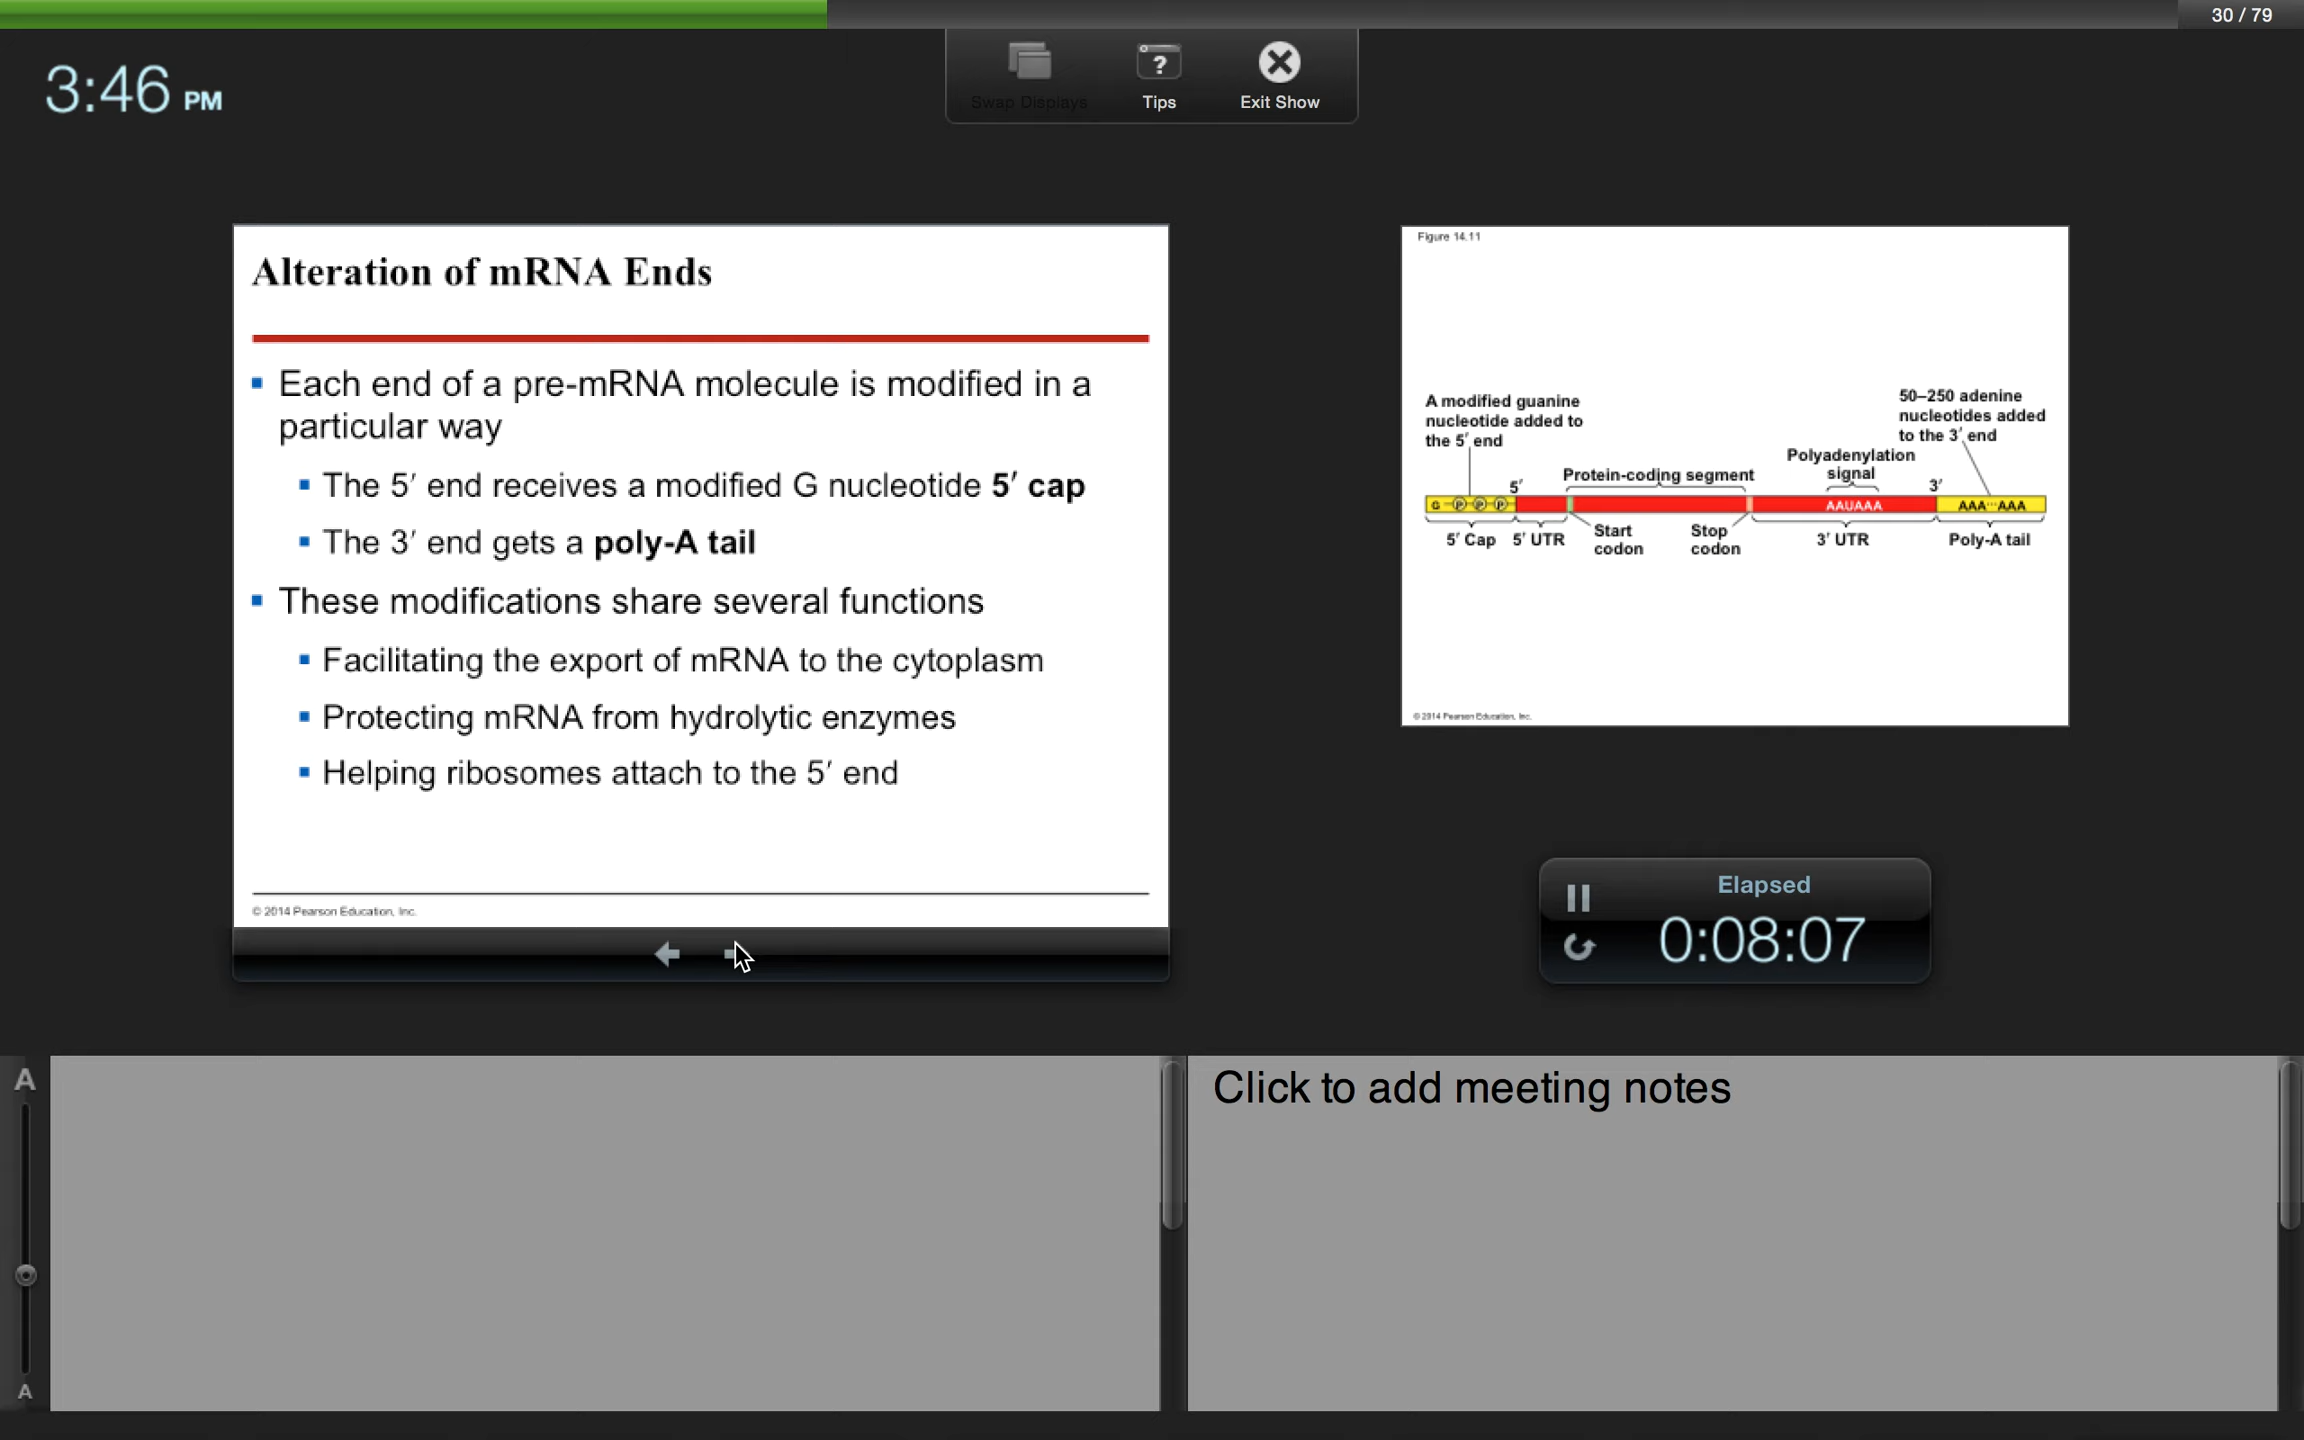 30 / 79
3:46 PM
Swap Displays
Tips
Exit Show
Alteration of mRNA Ends
Each end of a pre-mRNA molecule is modified in a
particular way
The 5′ end receives a modified G nucleotide 5′ cap
The 3′ end gets a poly-A tail
These modifications share several functions
Facilitating the export of mRNA to the cytoplasm
Protecting mRNA from hydrolytic enzymes
Helping ribosomes attach to the 5′ end
© 2014 Pearson Education, Inc.
Figure 14.11
A modified guanine
nucleotide added to
the 5′ end
50–250 adenine
nucleotides added
to the 3′ end
Polyadenylation
signal
Protein-coding segment
5′
3′
G P P P
AAUAAA
AAA···AAA
5′ Cap
5′ UTR
Start
codon
Stop
codon
3′ UTR
Poly-A tail
© 2014 Pearson Education, Inc.
Elapsed
0:08:07
A
A
Click to add meeting notes